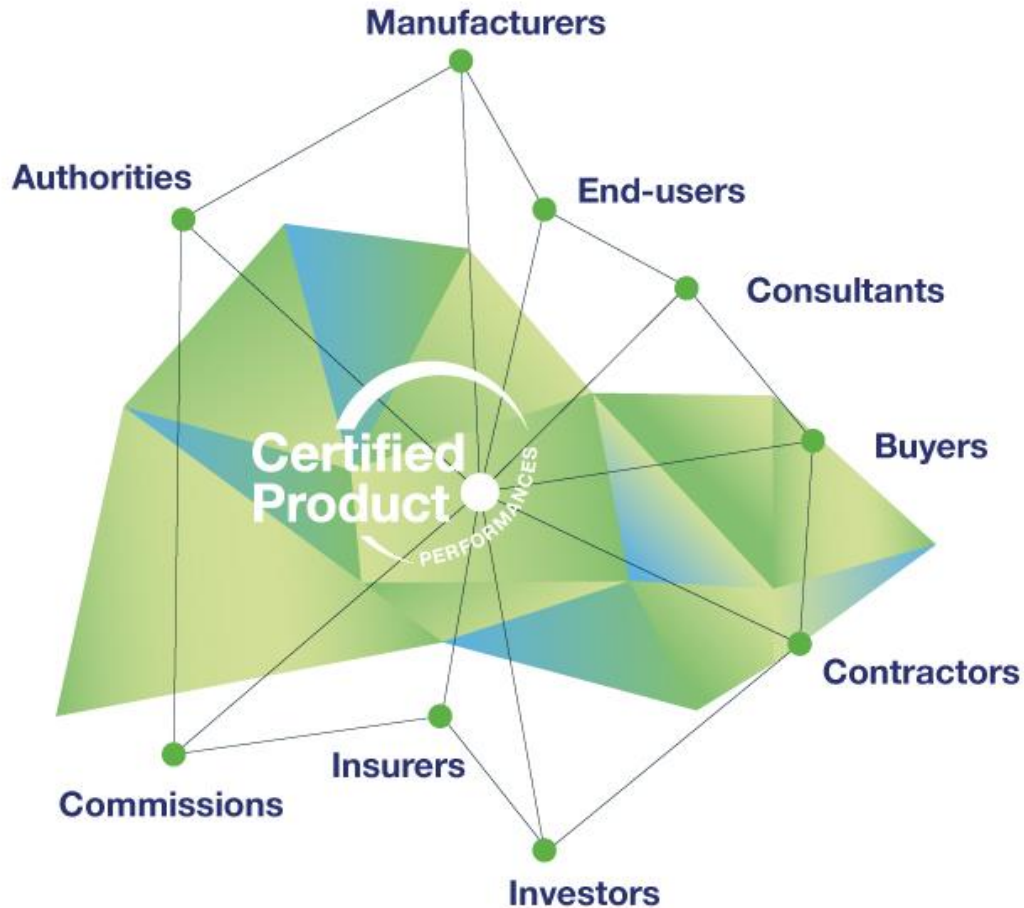 Manufacturers
Authorities
End-users
Consultants
Certified
Product
PERFORMANCES
Buyers
Contractors
Insurers
Commissions
Investors